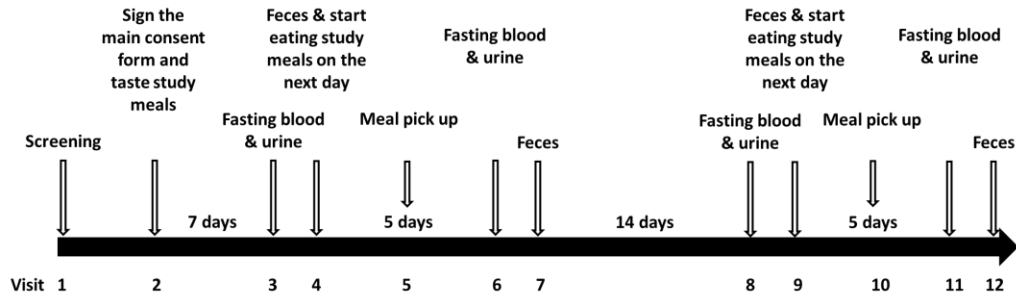 Sign the
main consent
form and
taste study
meals
Feces & start
eating study
meals on the
next day
Fasting blood
& urine
Feces & start
eating study
meals on the
next day
Fasting blood
& urine
Screening
Fasting blood
& urine
Meal pick up
Feces
Fasting blood
& urine
Meal pick up
Feces
7 days
5 days
14 days
5 days
Visit 1 2 3 4 5 6 7 8 9 10 11 12